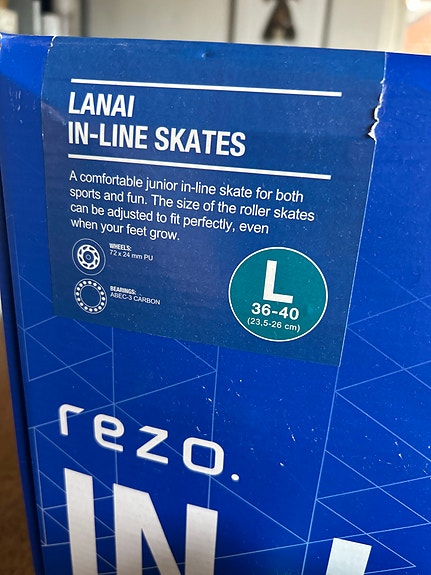 LANAI
IN-LINE SKATES
A comfortable junior in-line skate for both
sports and fun. The size of the roller skates
can be adjusted to fit perfectly, even
when your feet grow.
WHEELS:
72 x 24 mm PU
BEARINGS:
ABEC-3 CARBON
L
36-40
(23,5-26 cm)
rezo.
IN